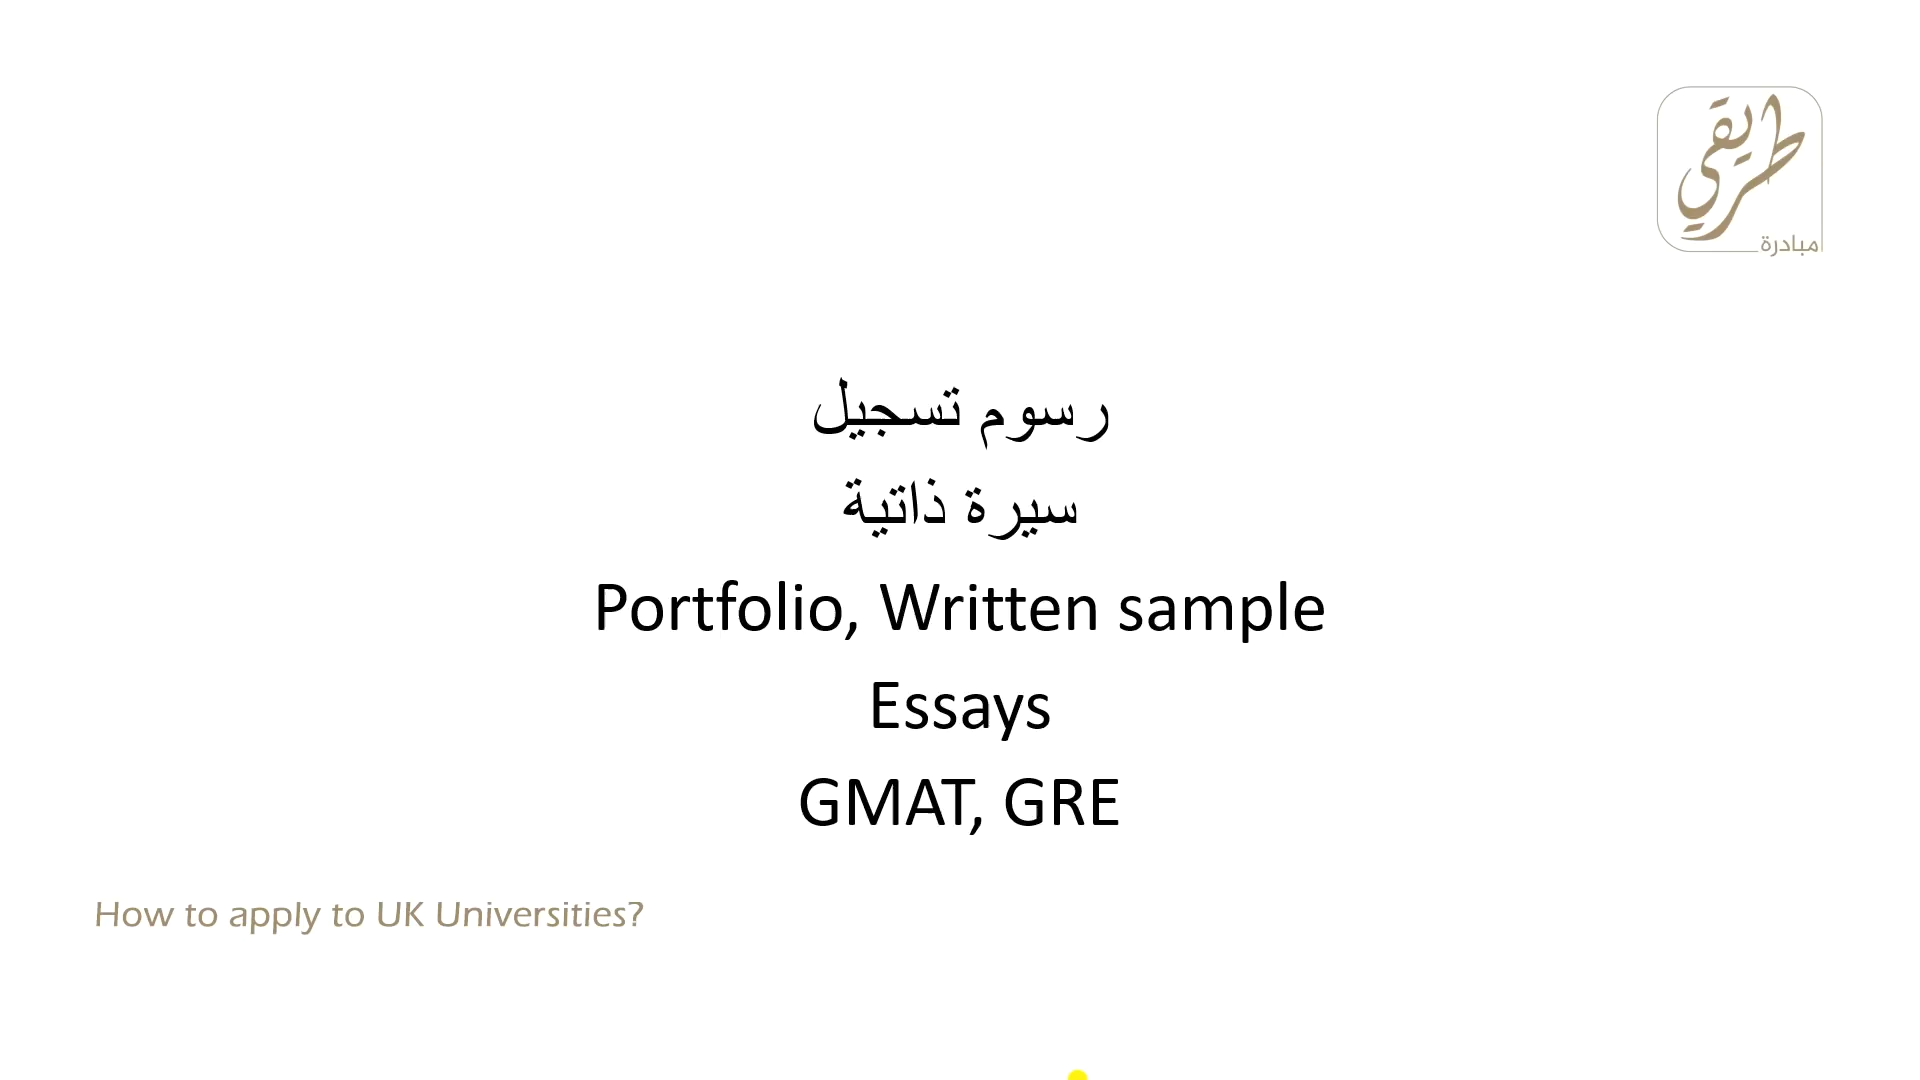 طريقي
مبادرة
رسوم تسجيل
سيرة ذاتية
Portfolio, Written sample
Essays
GMAT, GRE
How to apply to UK Universities?